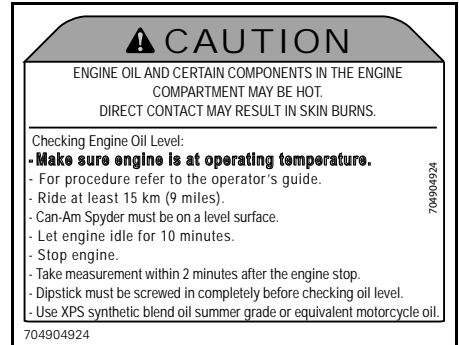 CAUTION
ENGINE OIL AND CERTAIN COMPONENTS IN THE ENGINE
COMPARTMENT MAY BE HOT.
DIRECT CONTACT MAY RESULT IN SKIN BURNS.
Checking Engine Oil Level:
- Make sure engine is at operating temperature.
- For procedure refer to the operator's guide.
- Ride at least 15 km (9 miles).
- Can-Am Spyder must be on a level surface.
- Let engine idle for 10 minutes.
- Stop engine.
- Take measurement within 2 minutes after the engine stop.
- Dipstick must be screwed in completely before checking oil level.
- Use XPS synthetic blend oil summer grade or equivalent motorcycle oil.
704904924
704904924